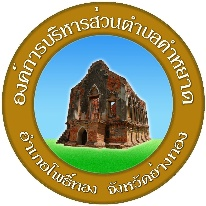 องค์การบริหารส่วนตำบลคำหยาด
อำเภอโพธิ์ทอง จังหวัดอ่างทอง